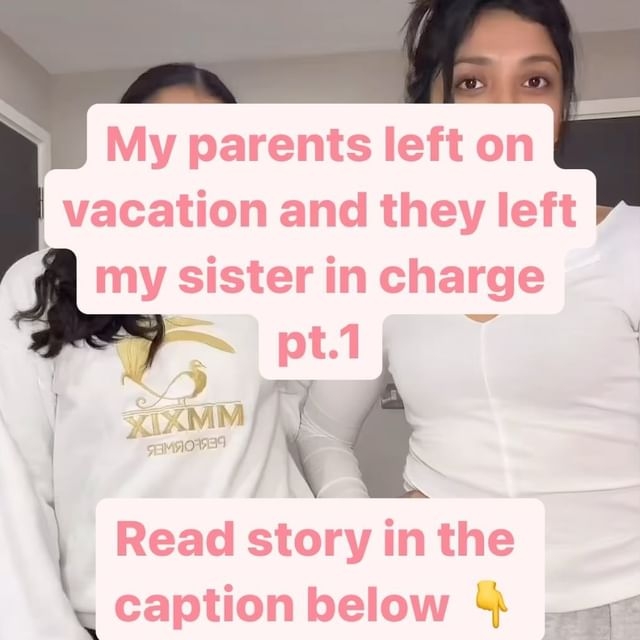 My parents left on
vacation and they left
my sister in charge
pt.1
MMXIX
PERFORMER
Read story in the
caption below 👇